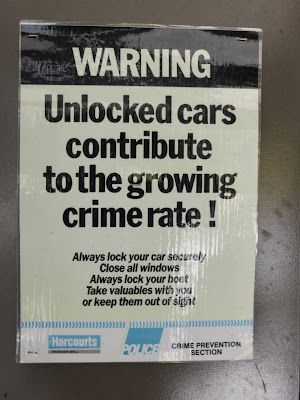 WARNING
Unlocked cars
contribute
to the growing
crime rate !
Always lock your car securely
Close all windows
Always lock your boot
Take valuables with you
or keep them out of sight
Harcourts
POLICE
CRIME PREVENTION
SECTION